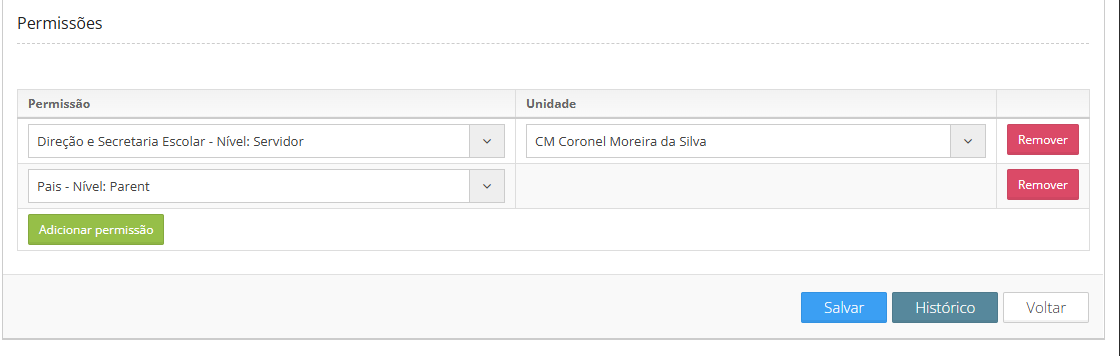 Permissões
Permissão Unidade
Direção e Secretaria Escolar - Nível: Servidor CM Coronel Moreira da Silva Remover
Pais - Nível: Parent Remover
Adicionar permissão
Salvar Histórico Voltar